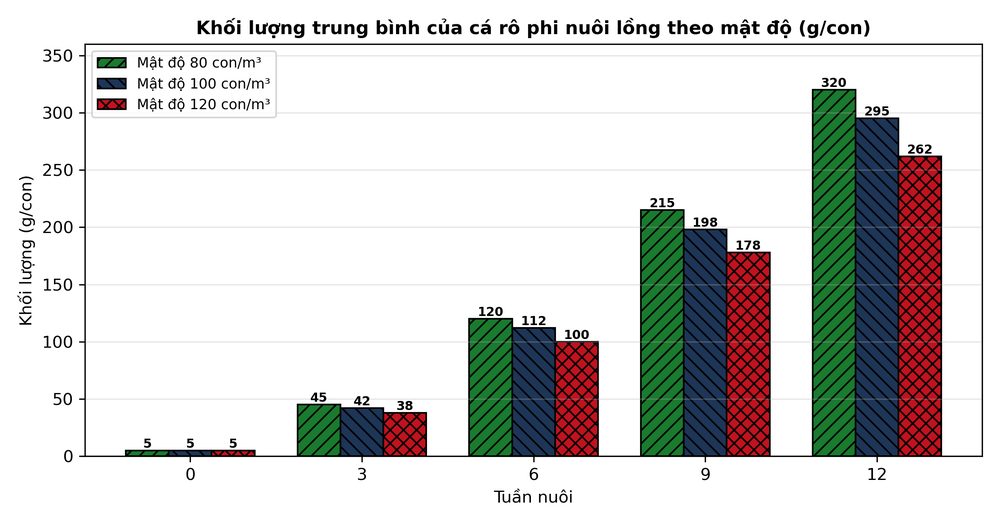 Khối lượng trung bình của cá rô phi nuôi lồng theo mật độ (g/con)
Mật độ 80 con/m³
Mật độ 100 con/m³
Mật độ 120 con/m³
Khối lượng (g/con)
350
300
250
200
150
100
50
0
5 5 5
45 42 38
120 112 100
215 198 178
320 295 262
0 3 6 9 12
Tuần nuôi